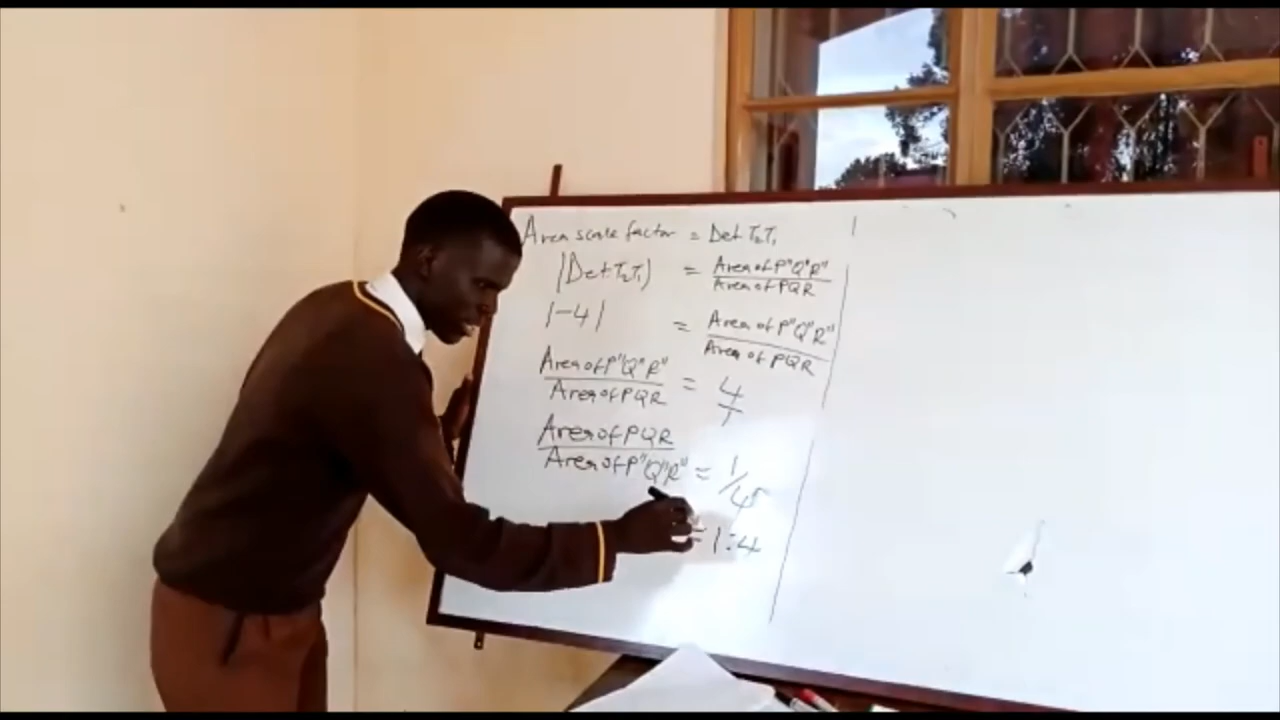 Area scale factor = Det T₂T₁
|Det T₂T₁| = Area of P"Q"R" / Area of PQR
|-4| = Area of P"Q"R" / Area of PQR
Area of P"Q"R" / Area of PQR = 4/1
Area of PQR / Area of P"Q"R" = 1/4
= 1:4